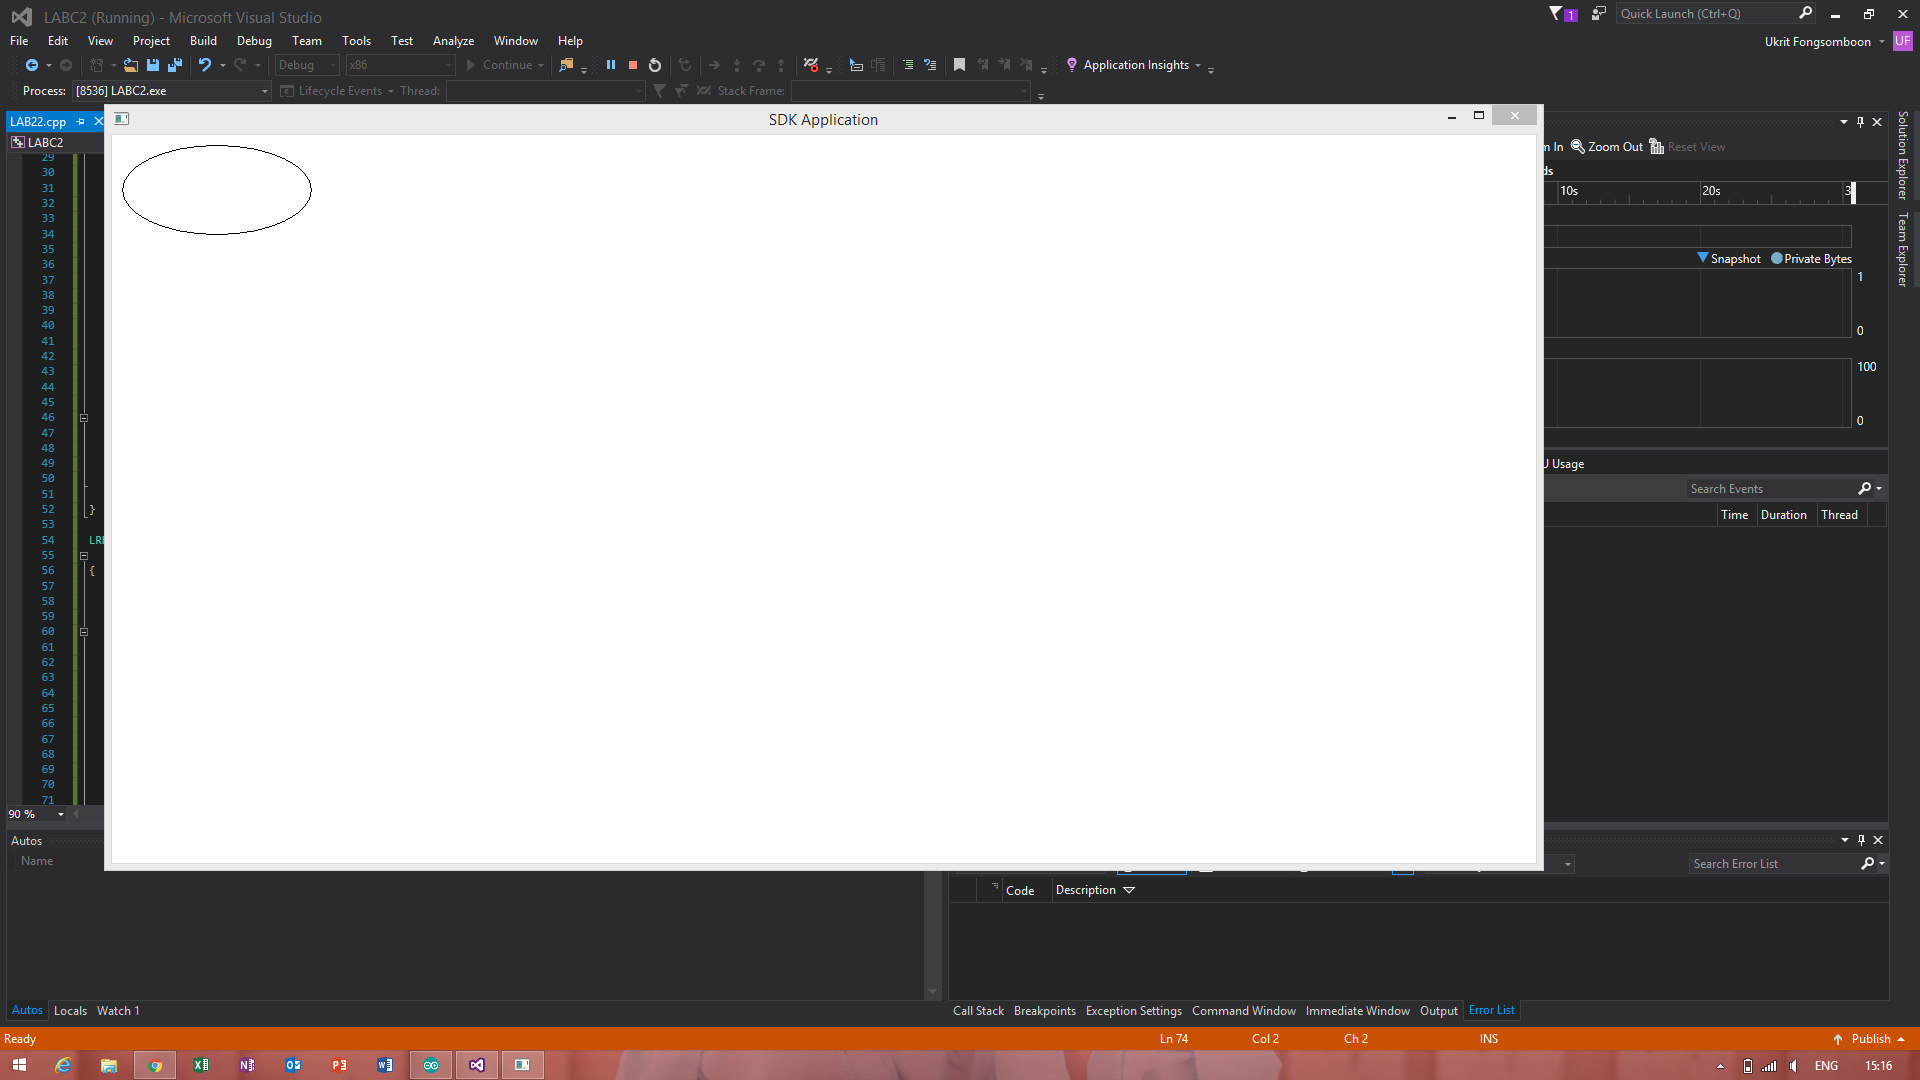 LABC2 (Running) - Microsoft Visual Studio
1
Quick Launch (Ctrl+Q)
File Edit View Project Build Debug Team Tools Test Analyze Window Help
Ukrit Fongsomboon UF
Debug x86 Continue Application Insights
Process: [8536] LABC2.exe Lifecycle Events Thread: Stack Frame:
LAB22.cpp
SDK Application
LABC2
m In Zoom Out Reset View
ds
10s 20s 3
Snapshot Private Bytes
1
0
100
0
U Usage
Search Events
Time Duration Thread
Solution Explorer
Team Explorer
29
30
31
32
33
34
35
36
37
38
39
40
41
42
43
44
45
46
47
48
49
50
51
52 }
53
54 LRE
55
56 {
57
58
59
60
61
62
63
64
65
66
67
68
69
70
71
90 %
Autos
Name
Search Error List
Code Description
Autos Locals Watch 1
Call Stack Breakpoints Exception Settings Command Window Immediate Window Output Error List
Ready Ln 74 Col 2 Ch 2 INS Publish
ENG 15:16